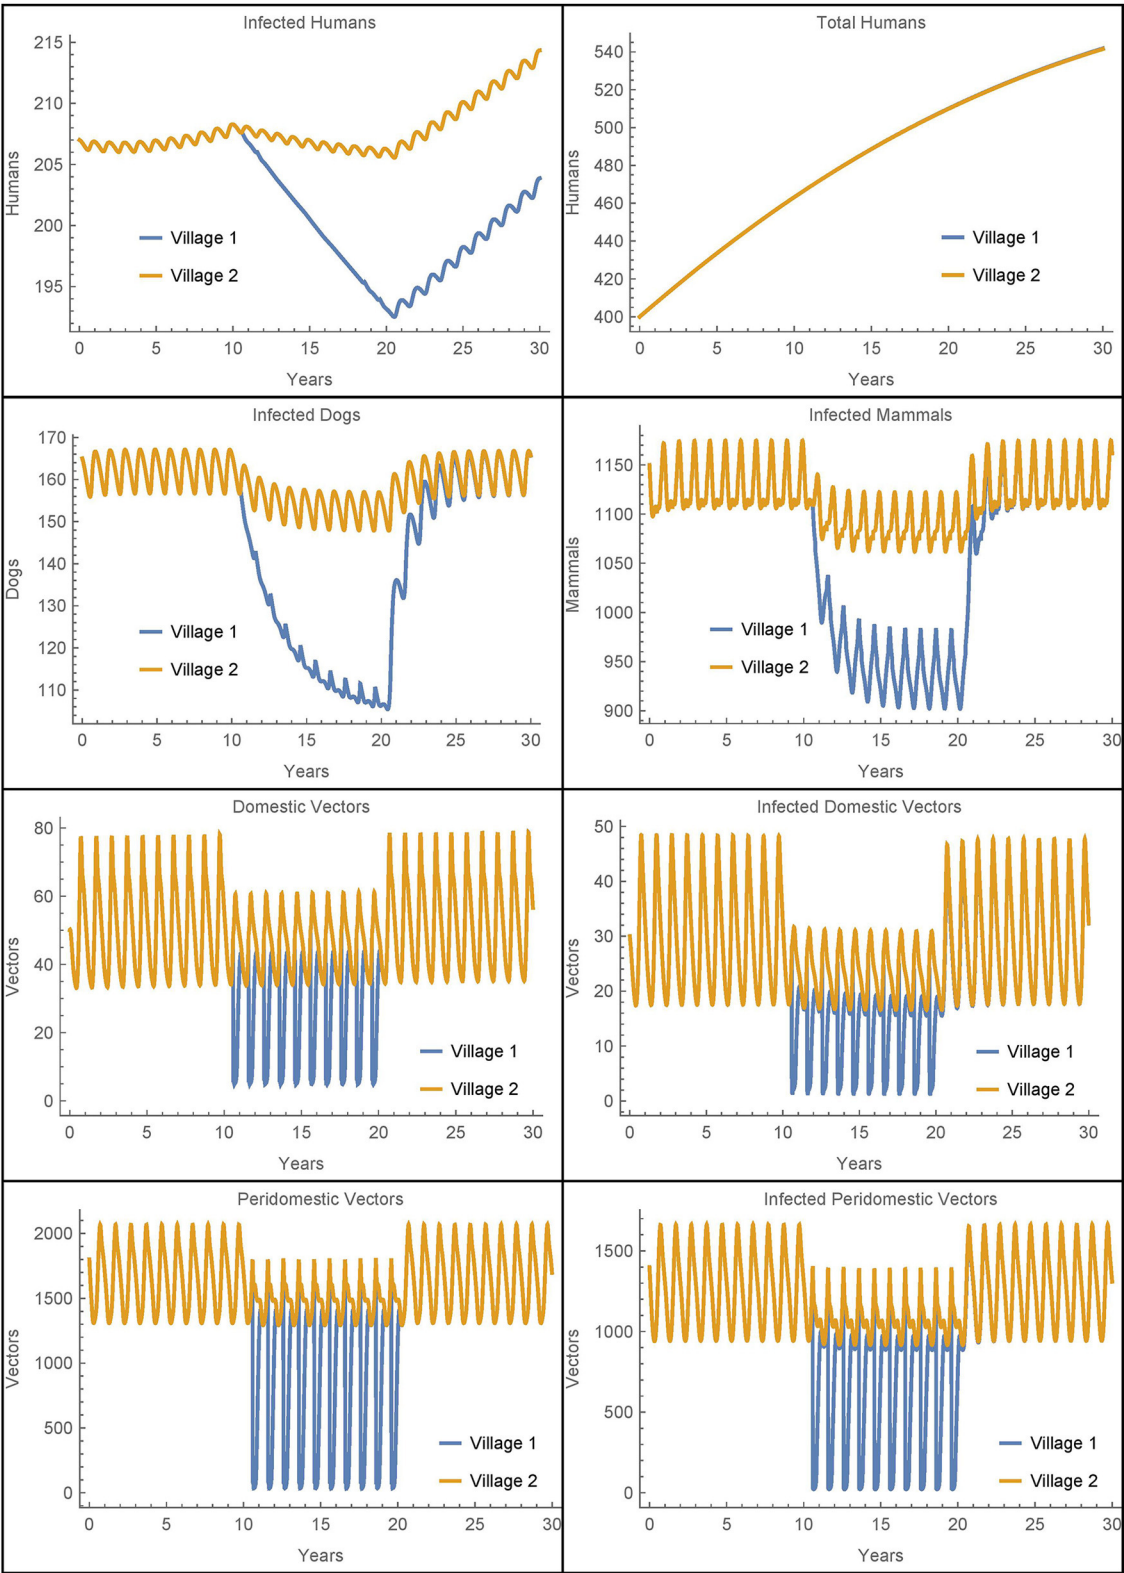 Infected Humans
215
210
205
200
195
Humans
Village 1
Village 2
0 5 10 15 20 25 30
Years
Total Humans
540
520
500
480
460
440
420
400
Humans
Village 1
Village 2
0 5 10 15 20 25 30
Years
Infected Dogs
170
160
150
140
130
120
110
Dogs
Village 1
Village 2
0 5 10 15 20 25 30
Years
Infected Mammals
1150
1100
1050
1000
950
900
Mammals
Village 1
Village 2
0 5 10 15 20 25 30
Years
Domestic Vectors
80
60
40
20
0
Vectors
Village 1
Village 2
0 5 10 15 20 25 30
Years
Infected Domestic Vectors
50
40
30
20
10
0
Vectors
Village 1
Village 2
0 5 10 15 20 25 30
Years
Peridomestic Vectors
2000
1500
1000
500
0
Vectors
Village 1
Village 2
0 5 10 15 20 25 30
Years
Infected Peridomestic Vectors
1500
1000
500
0
Vectors
Village 1
Village 2
0 5 10 15 20 25 30
Years